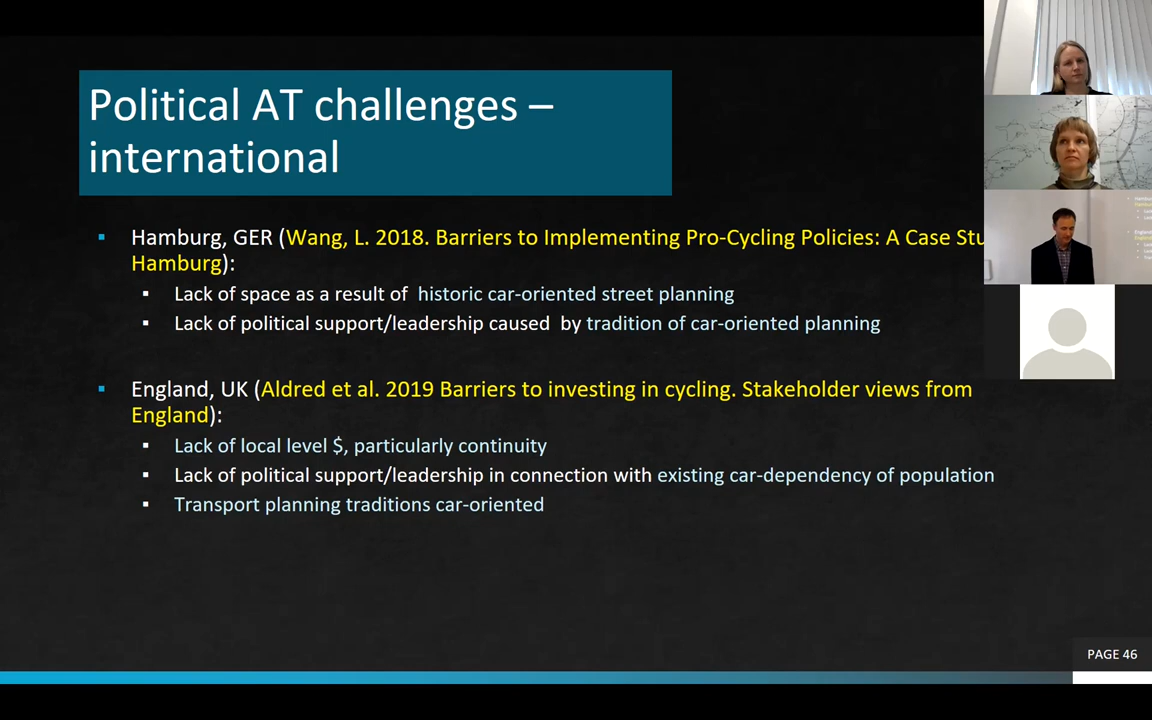 Political AT challenges –
international
Hamburg, GER (Wang, L. 2018. Barriers to Implementing Pro-Cycling Policies: A Case
Hamburg):
Lack of space as a result of historic car-oriented street planning
Lack of political support/leadership caused by tradition of car-oriented planning
England, UK (Aldred et al. 2019 Barriers to investing in cycling. Stakeholder views from
England):
Lack of local level $, particularly continuity
Lack of political support/leadership in connection with existing car-dependency of population
Transport planning traditions car-oriented
PAGE 46